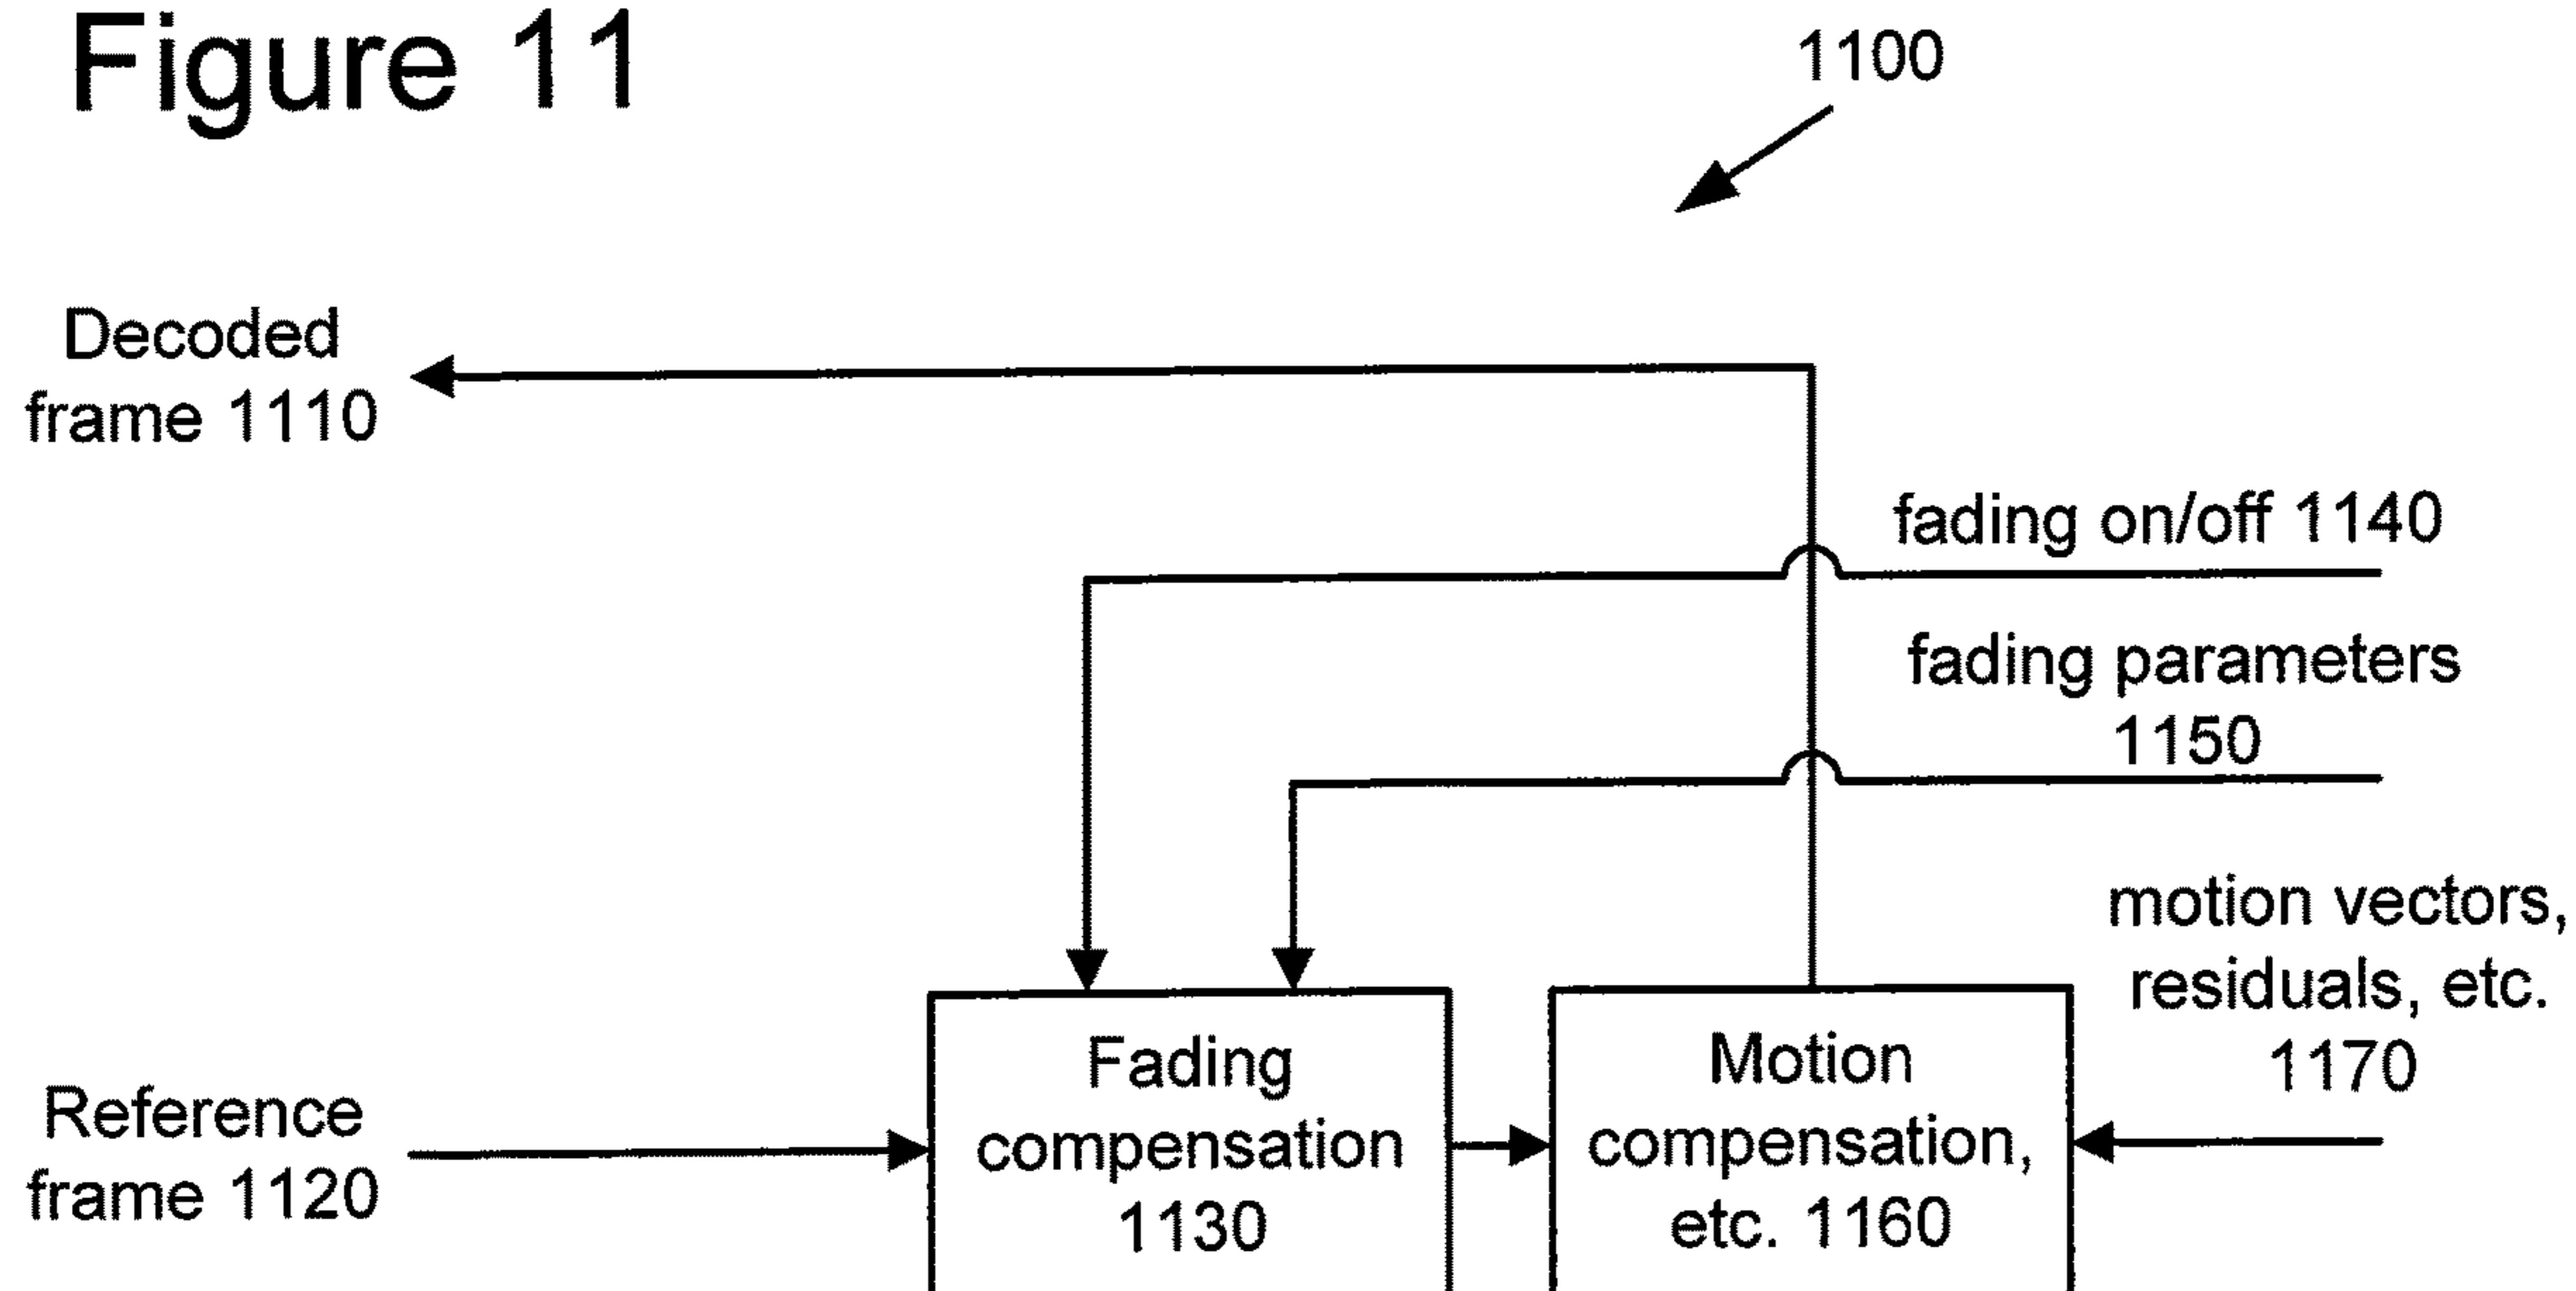 Figure 11
1100
Decoded
frame 1110
fading on/off 1140
fading parameters
1150
motion vectors,
residuals, etc.
1170
Reference
frame 1120
Fading
compensation
1130
Motion
compensation,
etc. 1160